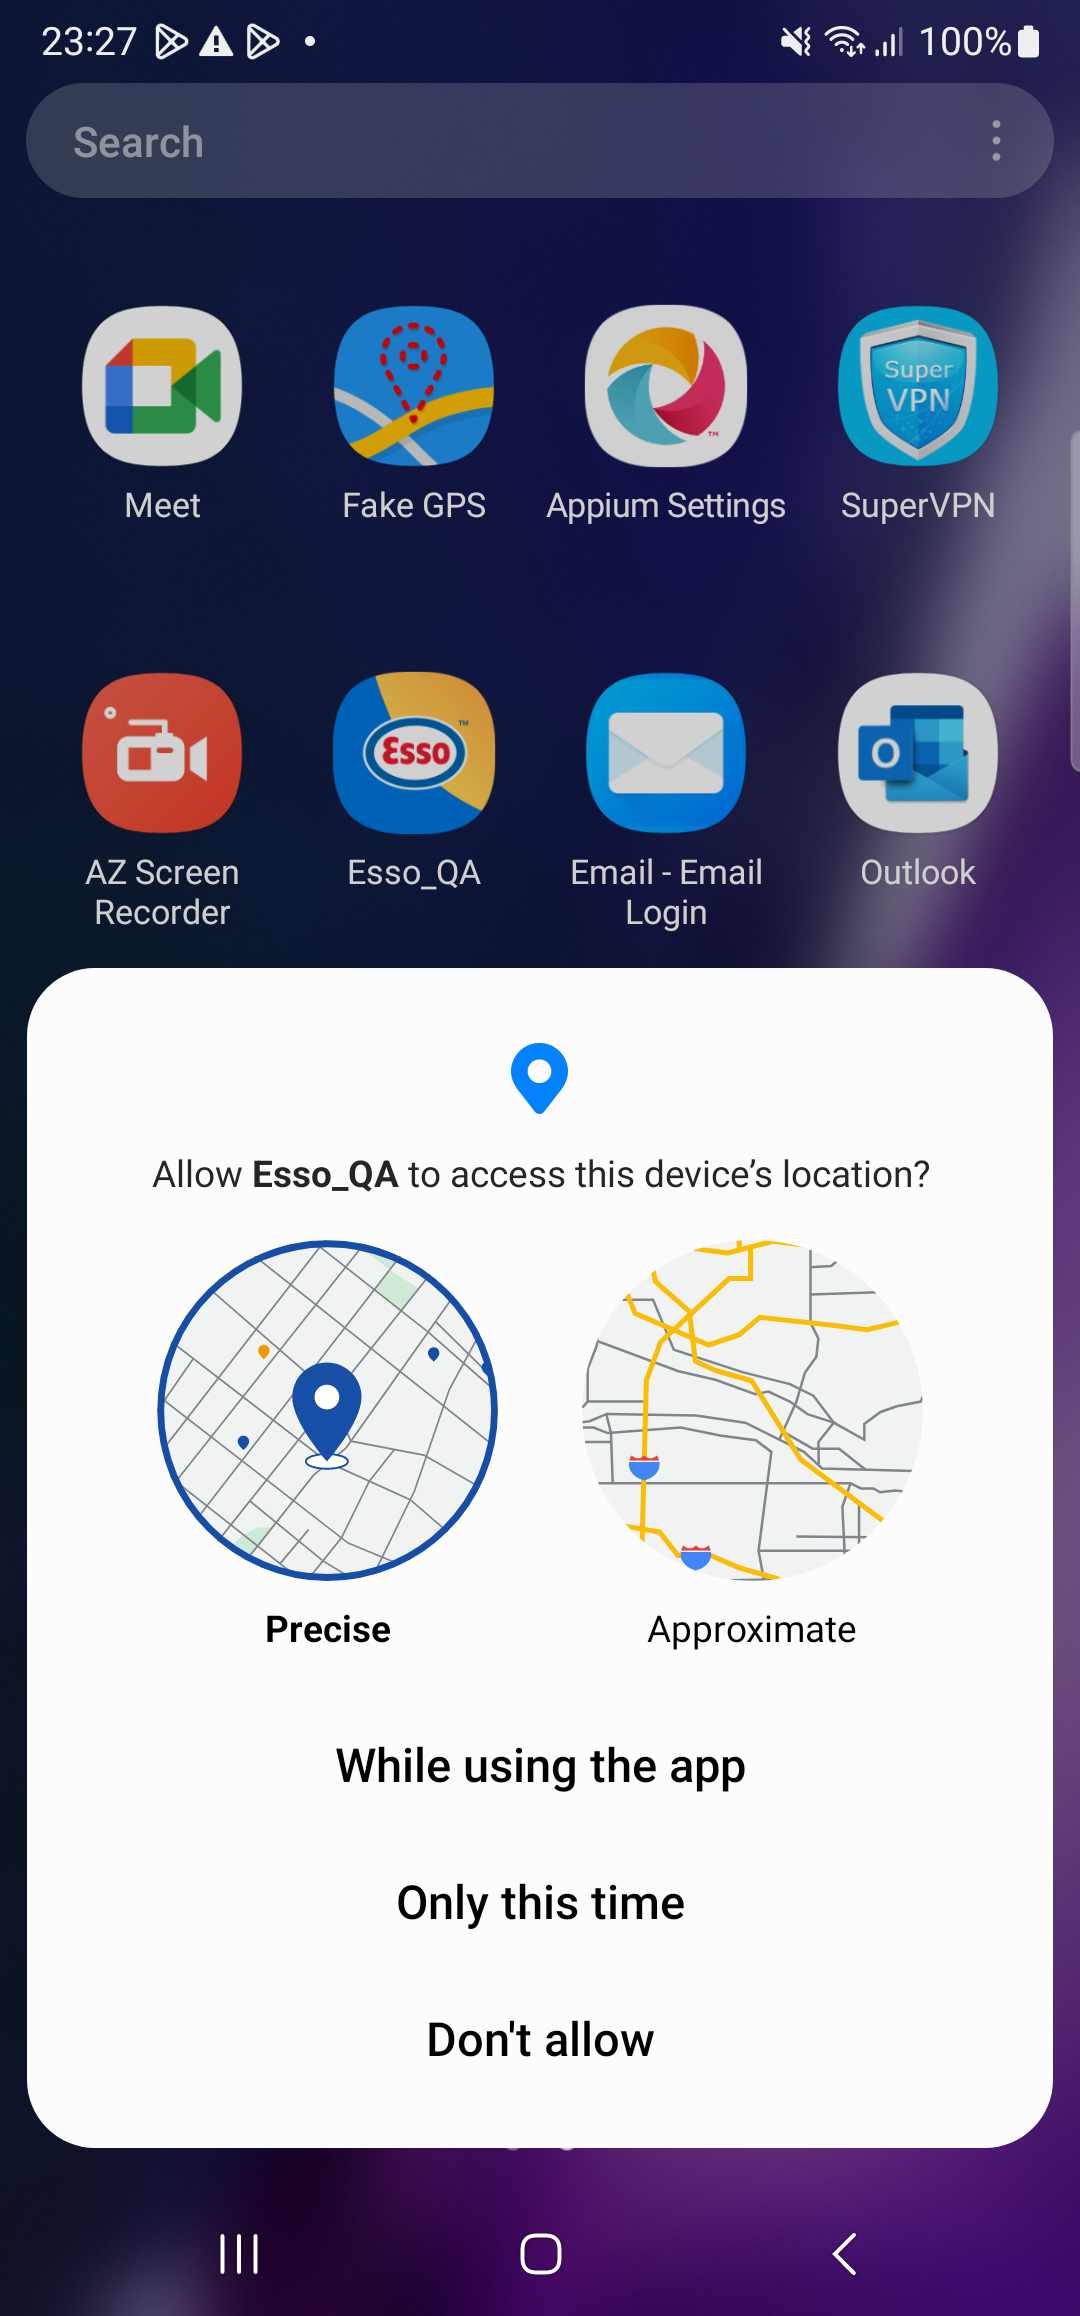 23:27
100%
Search
Super
VPN
TM
Meet
Fake GPS
Appium Settings
SuperVPN
Esso
TM
O
AZ Screen
Recorder
Esso_QA
Email - Email
Login
Outlook
Allow Esso_QA to access this device’s location?
Precise
Approximate
While using the app
Only this time
Don't allow